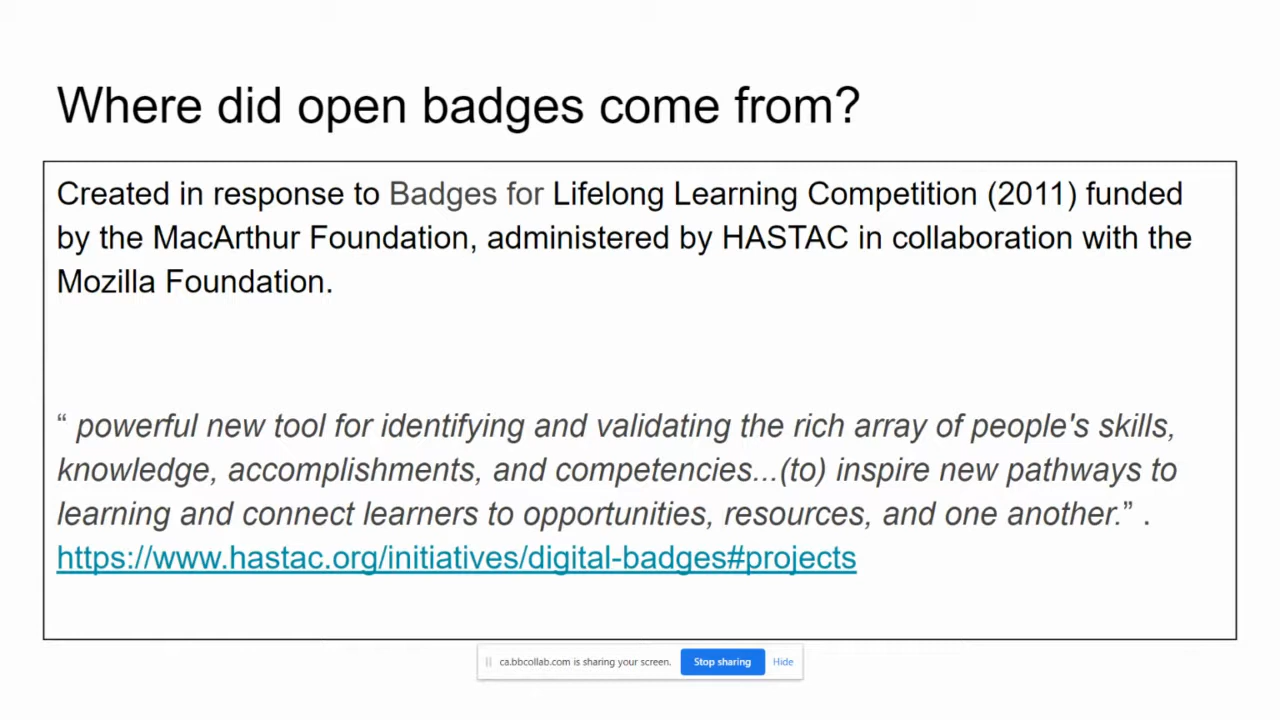 Where did open badges come from?
Created in response to Badges for Lifelong Learning Competition (2011) funded
by the MacArthur Foundation, administered by HASTAC in collaboration with the
Mozilla Foundation.
“ powerful new tool for identifying and validating the rich array of people's skills,
knowledge, accomplishments, and competencies...(to) inspire new pathways to
learning and connect learners to opportunities, resources, and one another.” .
https://www.hastac.org/initiatives/digital-badges#projects
ca.bbcollab.com is sharing your screen. Stop sharing Hide